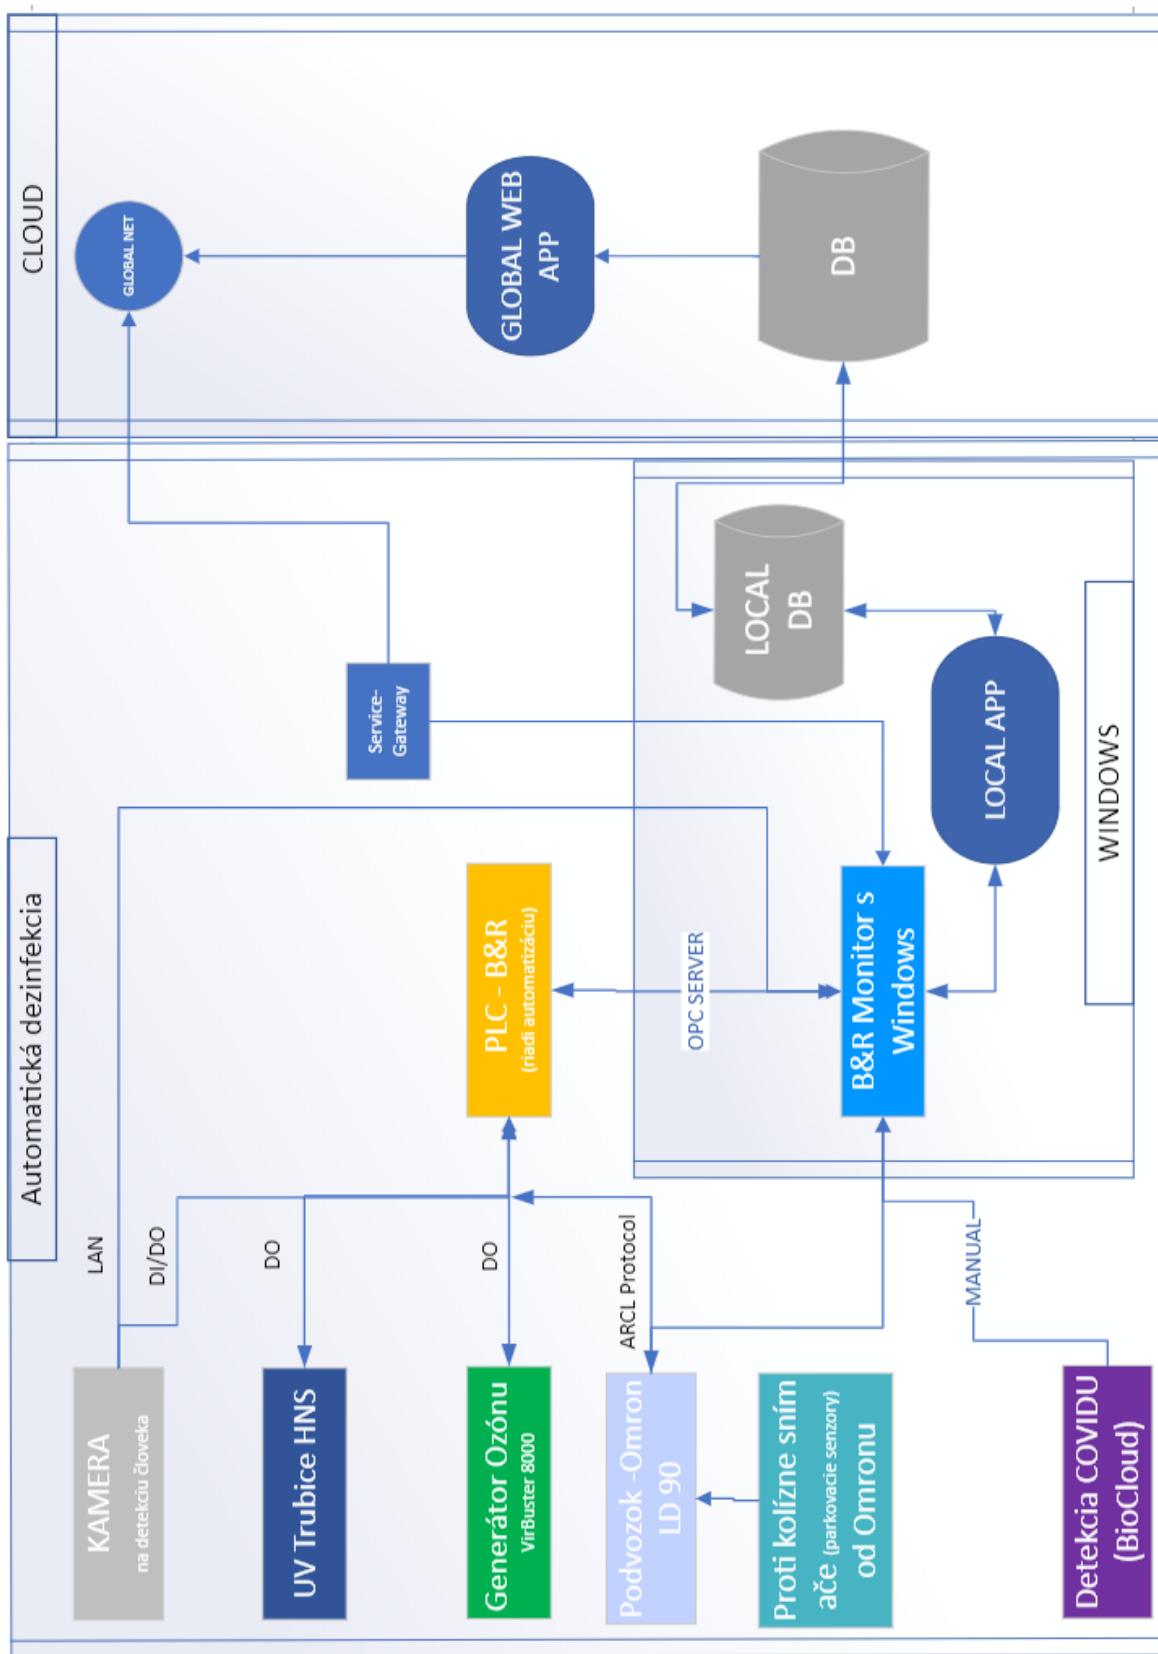 Automatická dezinfekcia
CLOUD
KAMERA
na detekciu človeka
LAN
DI/DO
GLOBAL NET
UV Trubice HNS
DO
Service-
Gateway
Generátor Ozónu
VirBuster 8000
DO
PLC - B&R
(riadi automatizáciu)
GLOBAL WEB
APP
Podvozok -Omron
LD 90
ARCL Protocol
OPC SERVER
Proti kolízne sním
ače (parkovacie senzory)
od Omronu
LOCAL
DB
DB
B&R Monitor s
Windows
MANUAL
LOCAL APP
Detekcia COVIDU
(BioCloud)
WINDOWS